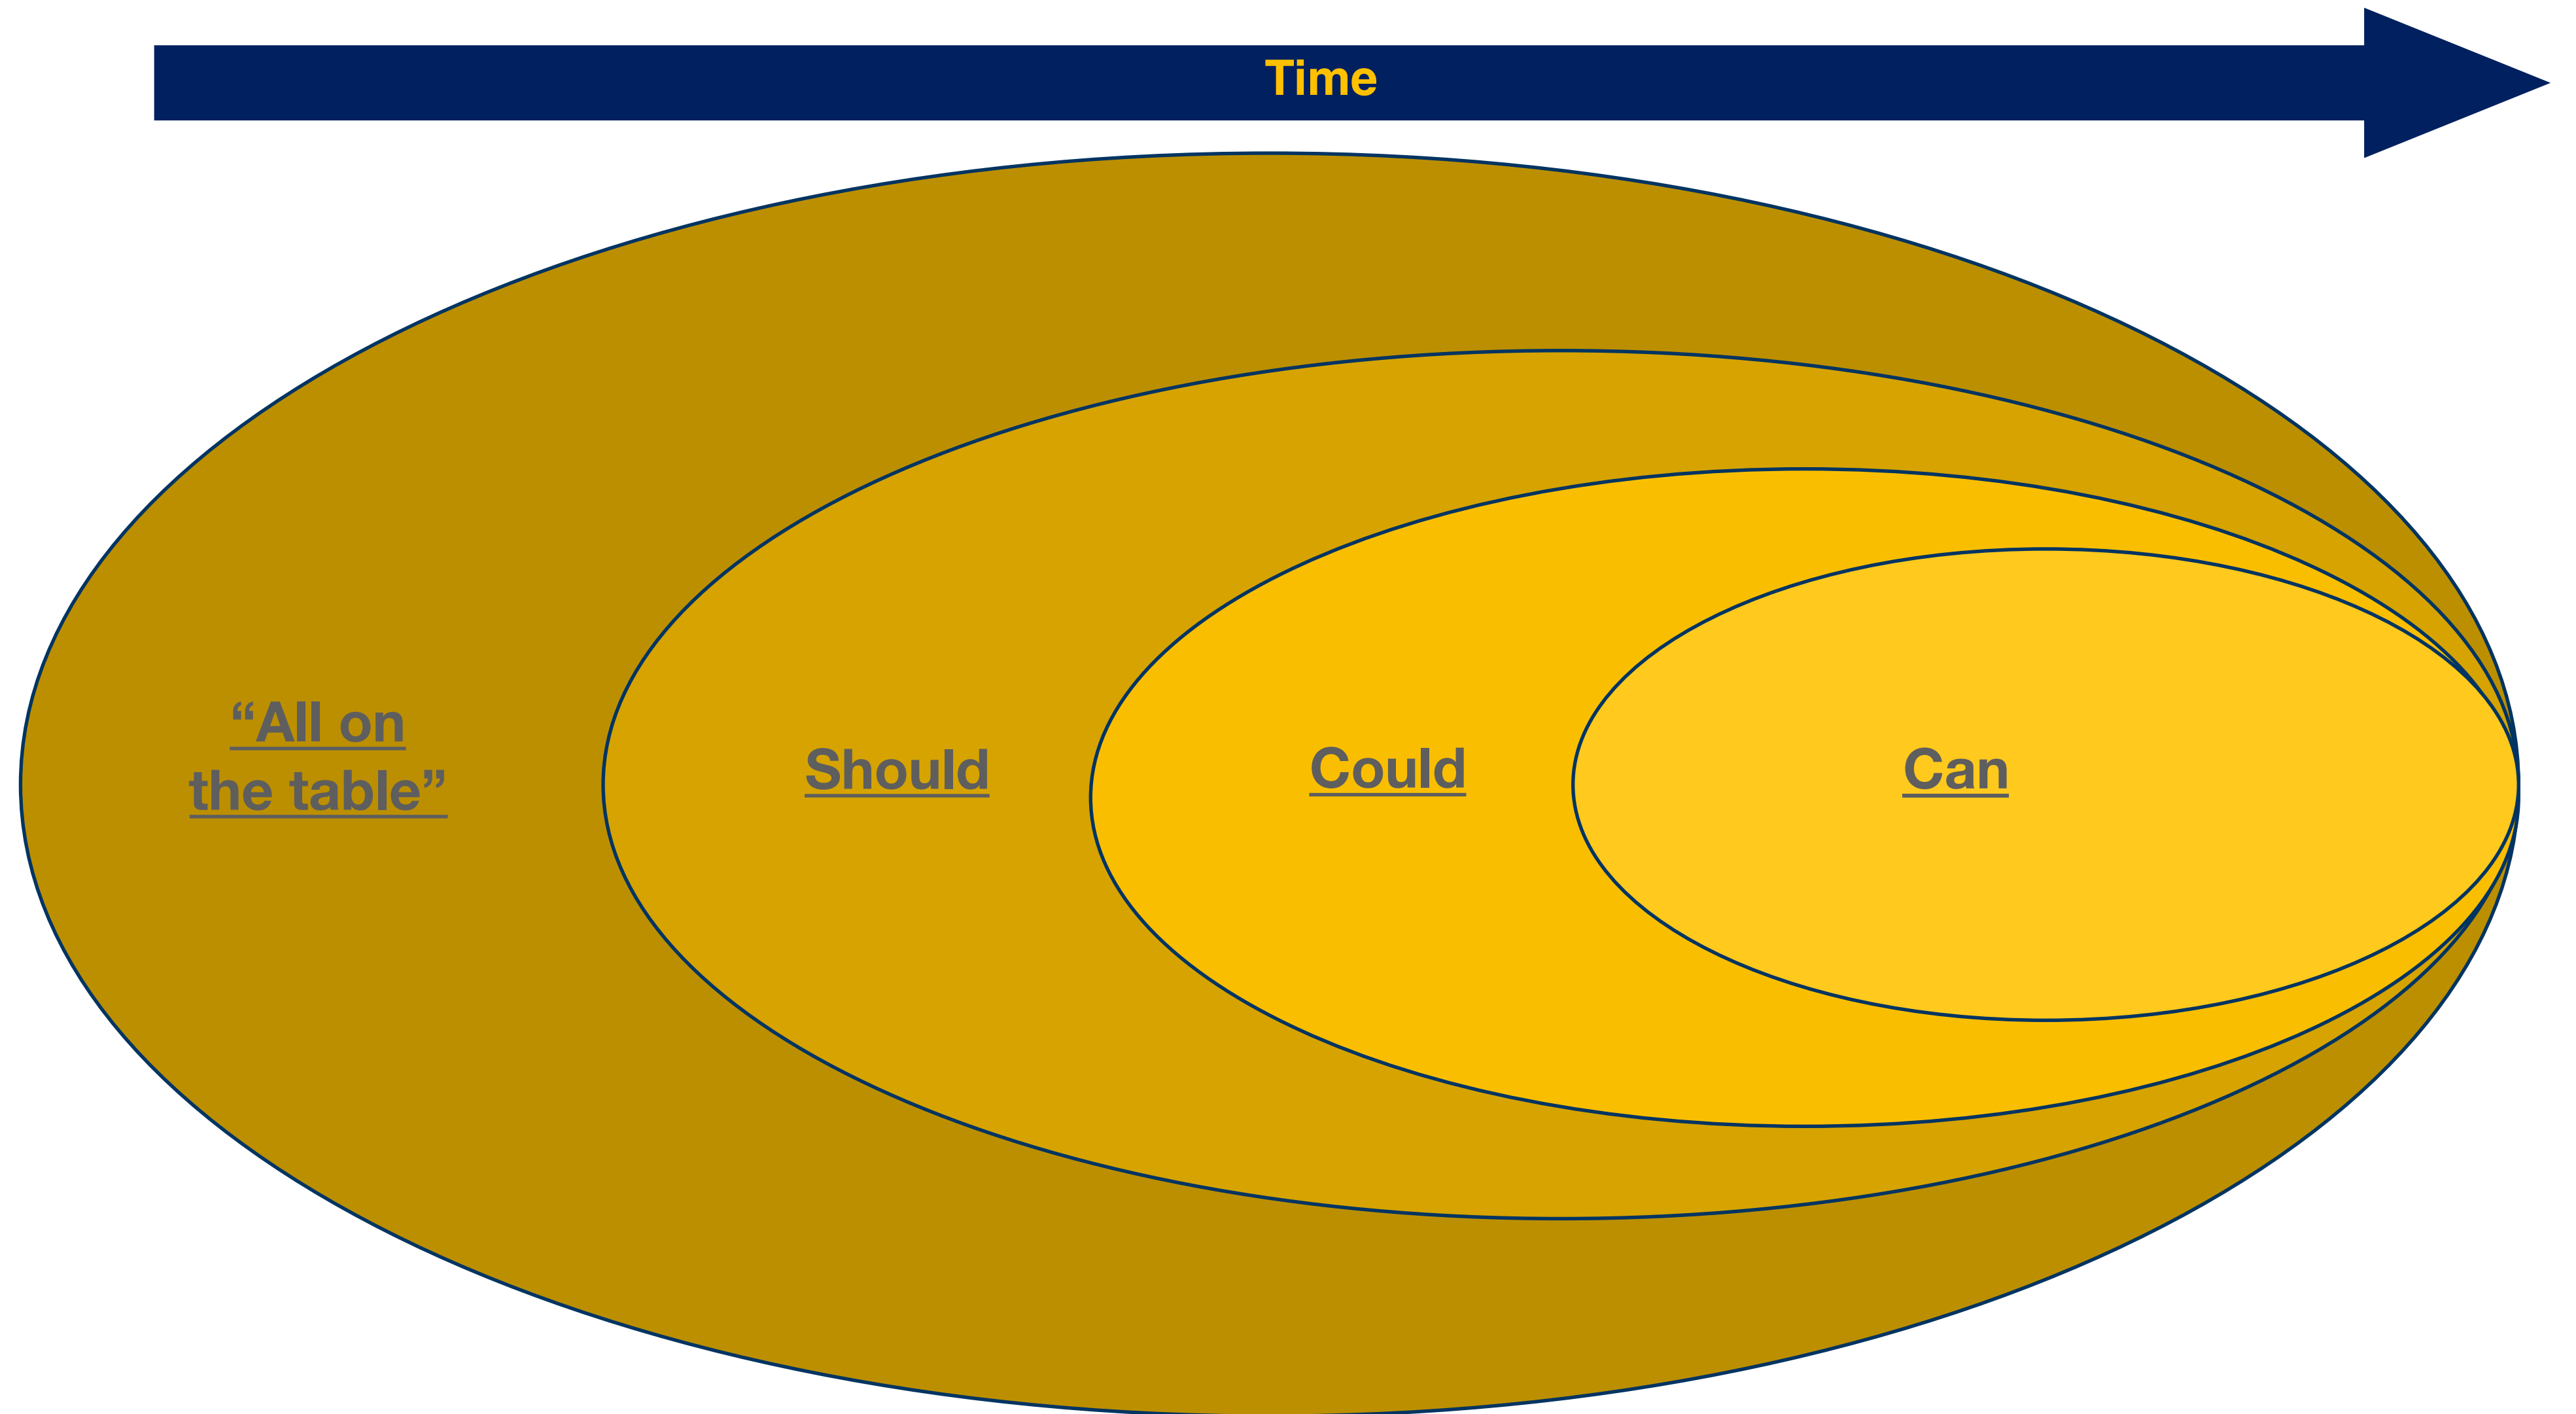 Time
“All on
the table”
Should
Could
Can